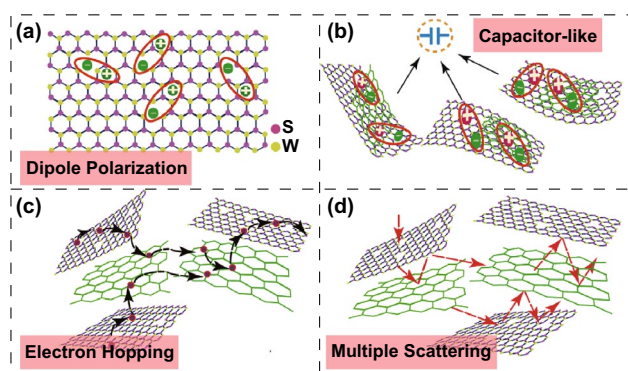 (a)
S
W
Dipole Polarization
(b)
Capacitor-like
(c)
Electron Hopping
(d)
Multiple Scattering